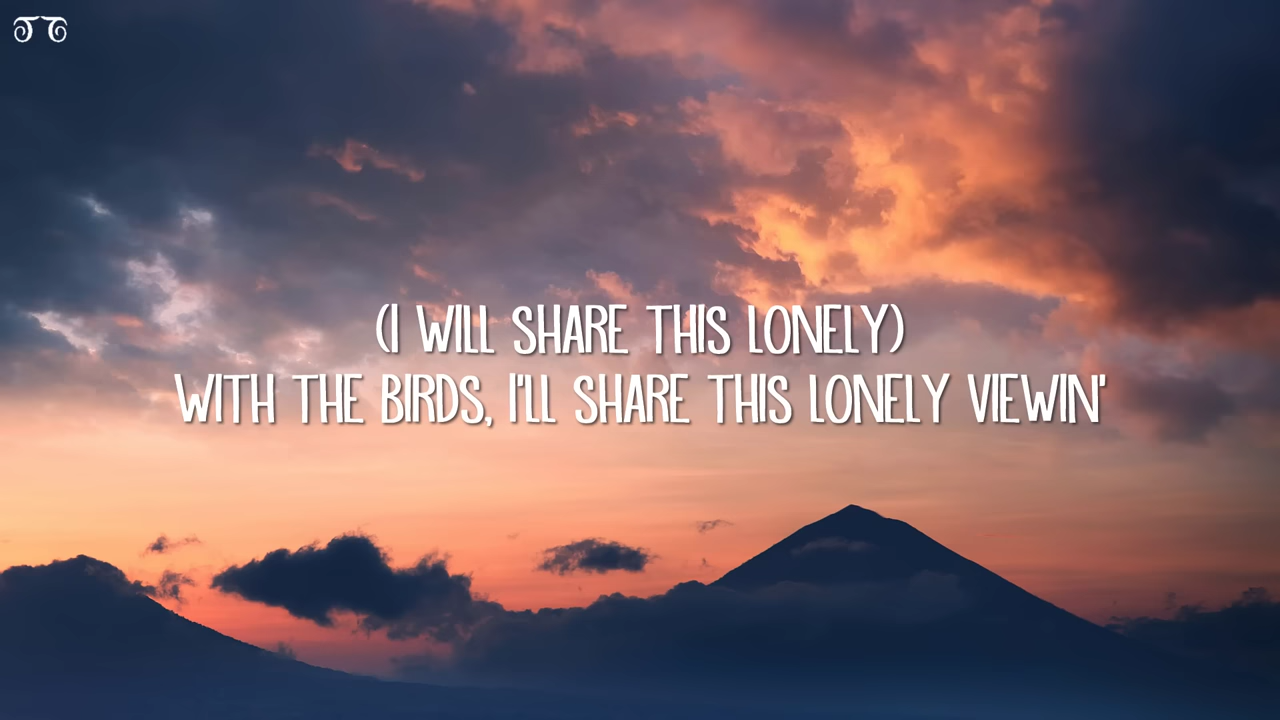 (I WILL SHARE THIS LONELY)
WITH THE BIRDS, I'LL SHARE THIS LONELY VIEWIN'